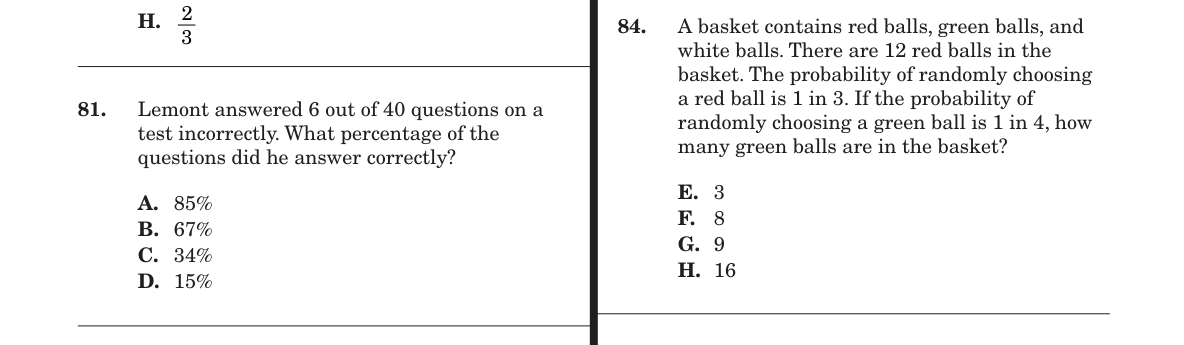 H. 2/3
81. Lemont answered 6 out of 40 questions on a
test incorrectly. What percentage of the
questions did he answer correctly?
A. 85%
B. 67%
C. 34%
D. 15%
84. A basket contains red balls, green balls, and
white balls. There are 12 red balls in the
basket. The probability of randomly choosing
a red ball is 1 in 3. If the probability of
randomly choosing a green ball is 1 in 4, how
many green balls are in the basket?
E. 3
F. 8
G. 9
H. 16